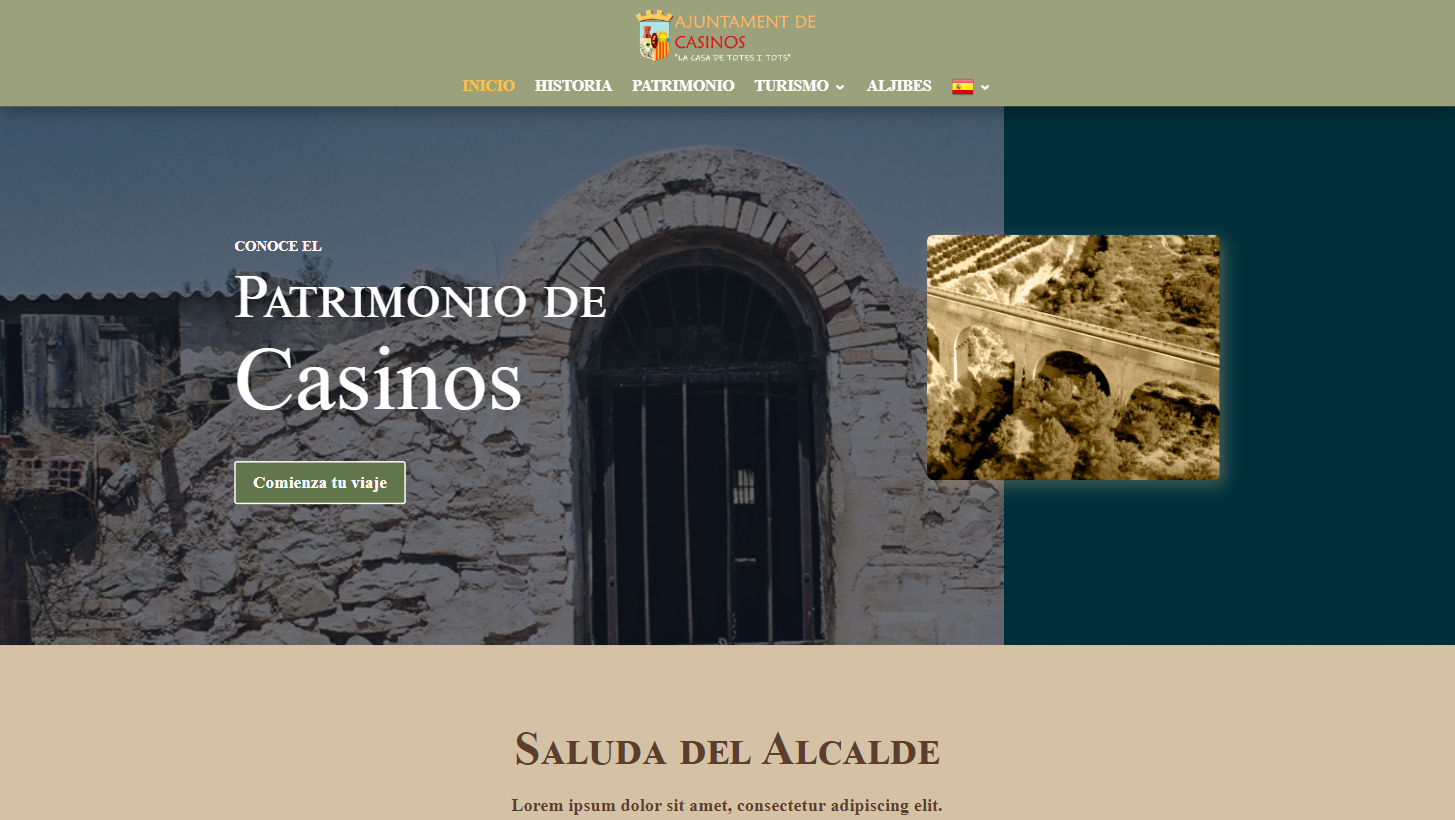 AJUNTAMENT DE
CASINOS
"LA CASA DE TOTES I TOTS"
INICIO HISTORIA PATRIMONIO TURISMO ALJIBES
CONOCE EL
PATRIMONIO DE
Casinos
Comienza tu viaje
SALUDA DEL ALCALDE
Lorem ipsum dolor sit amet, consectetur adipiscing elit.